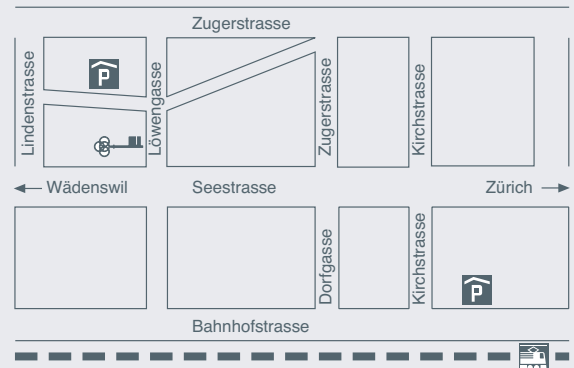 Zugerstrasse
Lindenstrasse
P
Löwengasse
Zugerstrasse
Kirchstrasse
Wädenswil
Seestrasse
Zürich
Dorfgasse
Kirchstrasse
P
Bahnhofstrasse